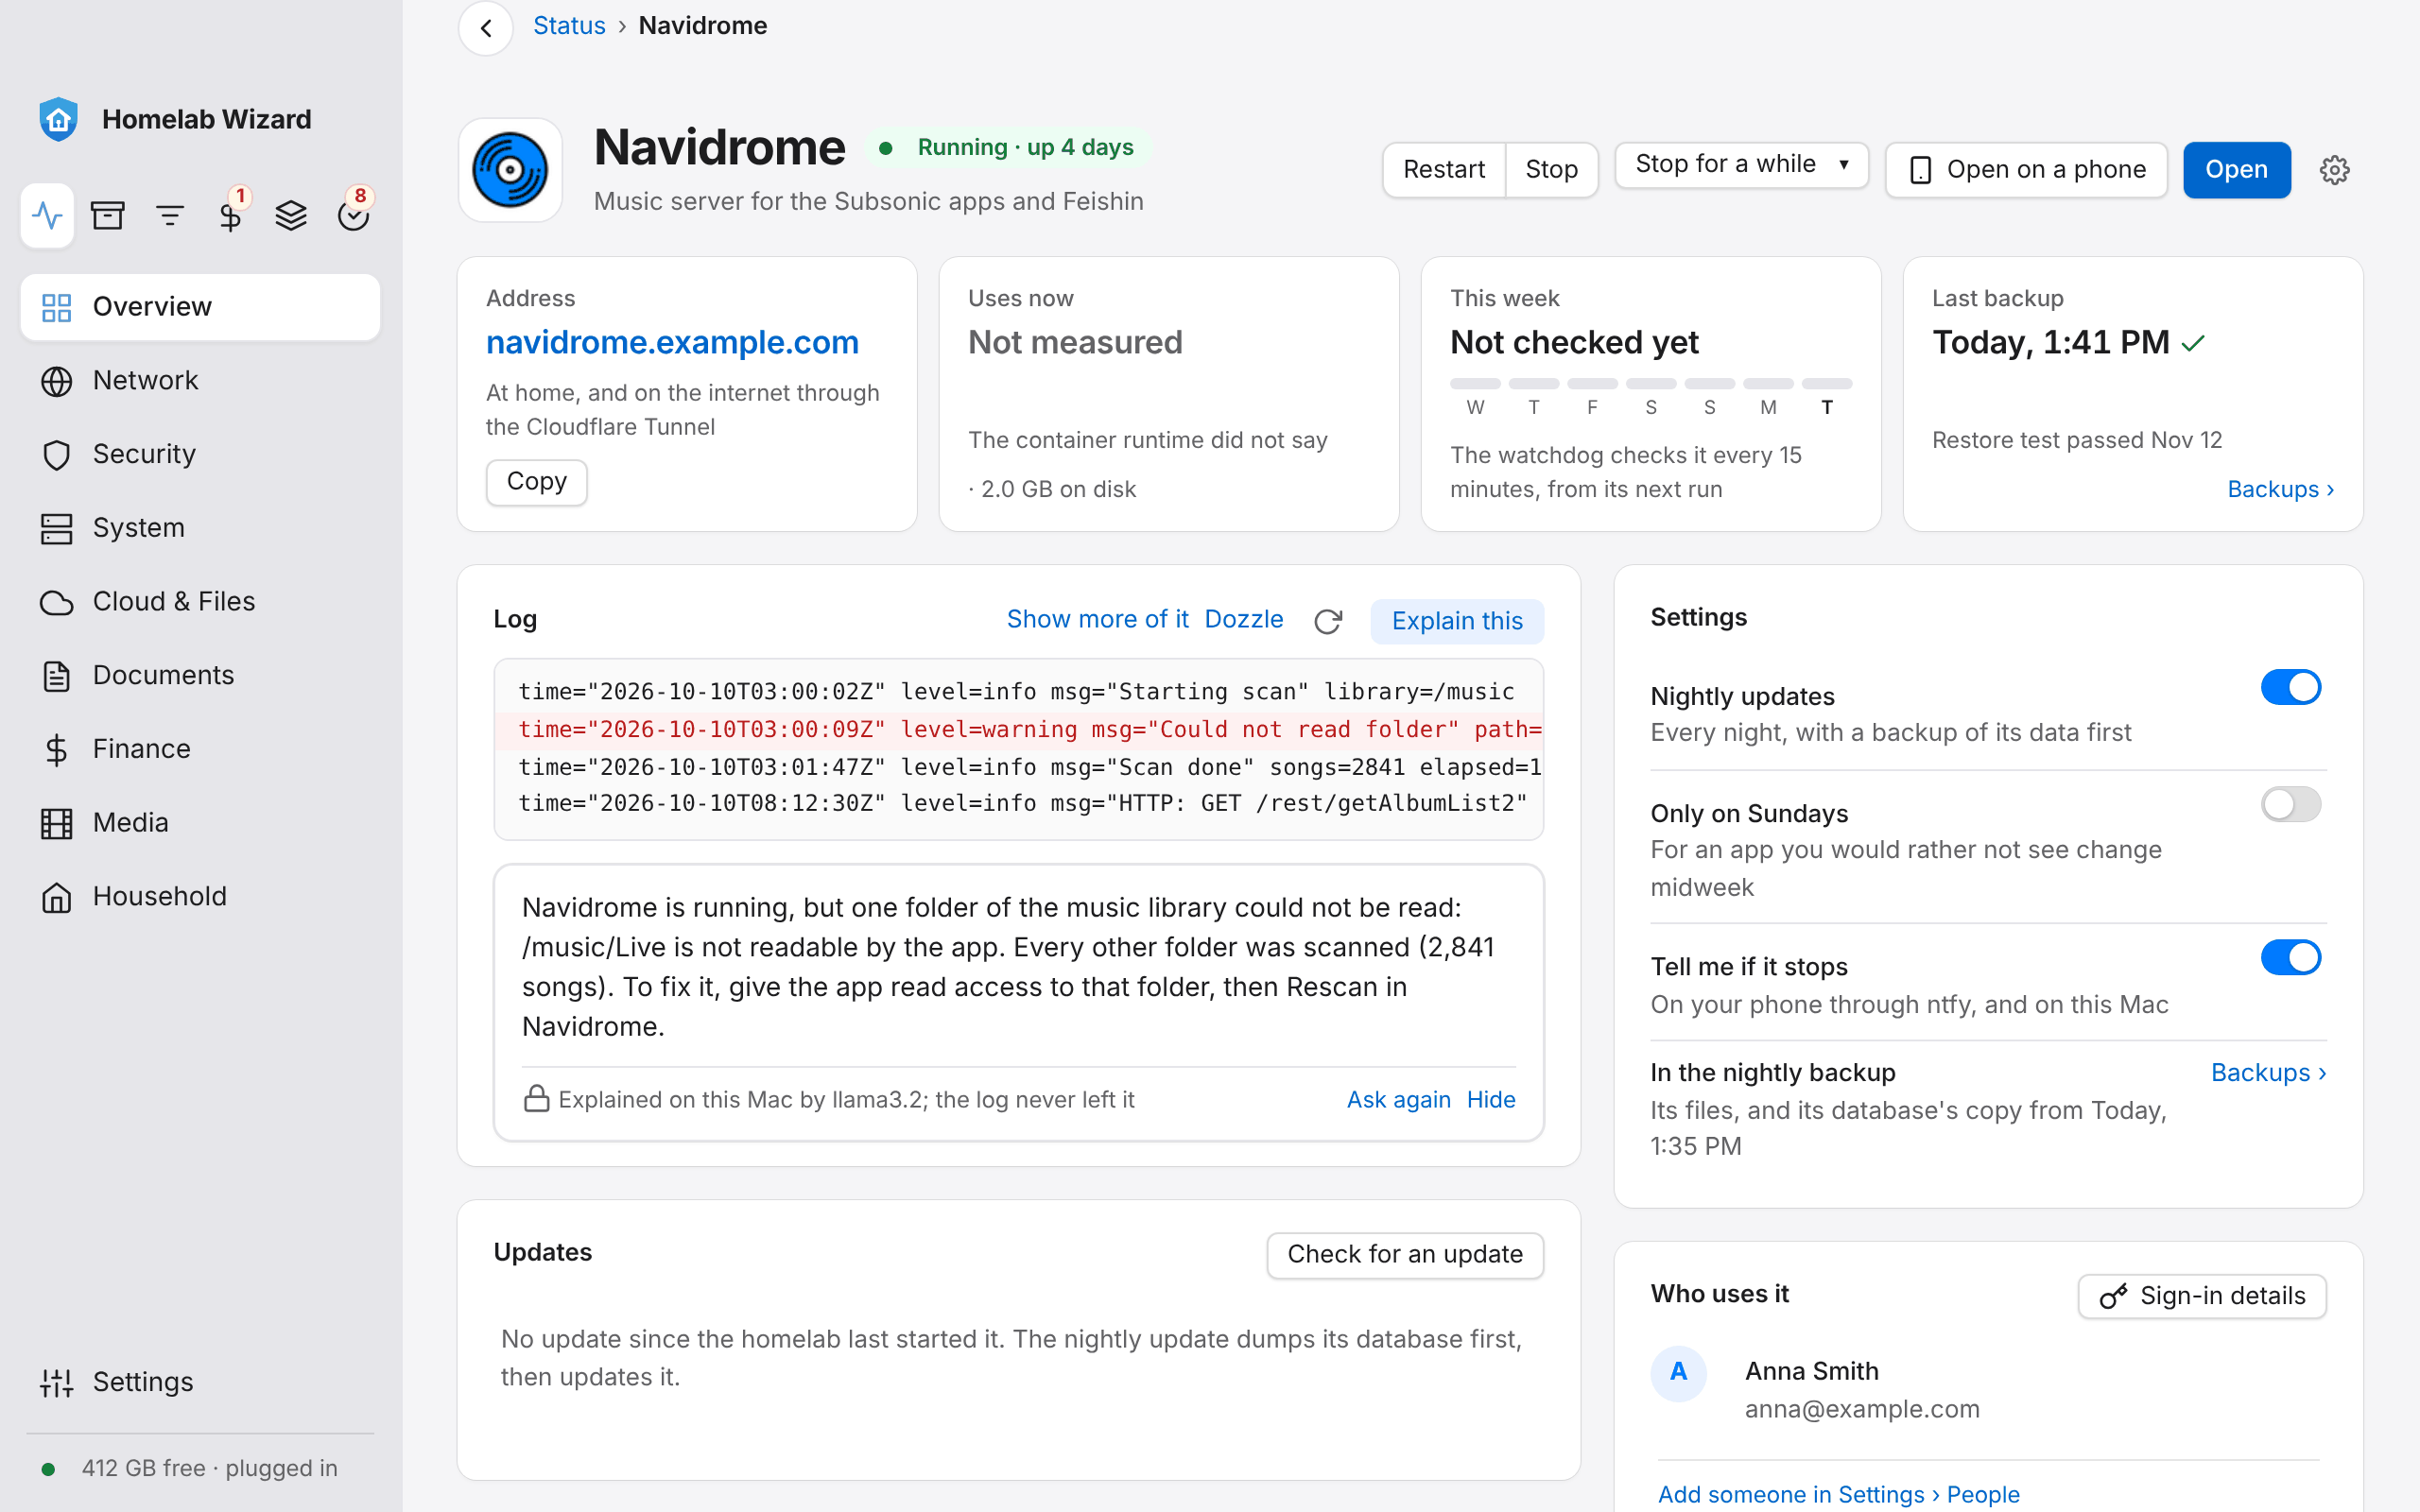 Status › Navidrome
Homelab Wizard
1
8
Overview
Network
Security
System
Cloud & Files
Documents
Finance
Media
Household
Settings
412 GB free · plugged in
Navidrome
Running · up 4 days
Music server for the Subsonic apps and Feishin
Restart
Stop
Stop for a while
Open on a phone
Open
Address
navidrome.example.com
At home, and on the internet through
the Cloudflare Tunnel
Copy
Uses now
Not measured
The container runtime did not say
· 2.0 GB on disk
This week
Not checked yet
W T F S S M T
The watchdog checks it every 15
minutes, from its next run
Last backup
Today, 1:41 PM
Restore test passed Nov 12
Backups ›
Log
Show more of it
Dozzle
Explain this
time="2026-10-10T03:00:02Z" level=info msg="Starting scan" library=/music
time="2026-10-10T03:00:09Z" level=warning msg="Could not read folder" path=
time="2026-10-10T03:01:47Z" level=info msg="Scan done" songs=2841 elapsed=1
time="2026-10-10T08:12:30Z" level=info msg="HTTP: GET /rest/getAlbumList2"
Navidrome is running, but one folder of the music library could not be read:
/music/Live is not readable by the app. Every other folder was scanned (2,841
songs). To fix it, give the app read access to that folder, then Rescan in
Navidrome.
Explained on this Mac by llama3.2; the log never left it
Ask again
Hide
Updates
Check for an update
No update since the homelab last started it. The nightly update dumps its database first,
then updates it.
Settings
Nightly updates
Every night, with a backup of its data first
Only on Sundays
For an app you would rather not see change
midweek
Tell me if it stops
On your phone through ntfy, and on this Mac
In the nightly backup
Backups ›
Its files, and its database's copy from Today,
1:35 PM
Who uses it
Sign-in details
A
Anna Smith
anna@example.com
Add someone in Settings › People